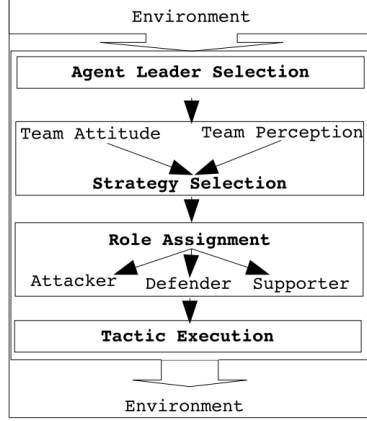 Environment
Agent Leader Selection
Team Attitude Team Perception
Strategy Selection
Role Assignment
Attacker Defender Supporter
Tactic Execution
Environment